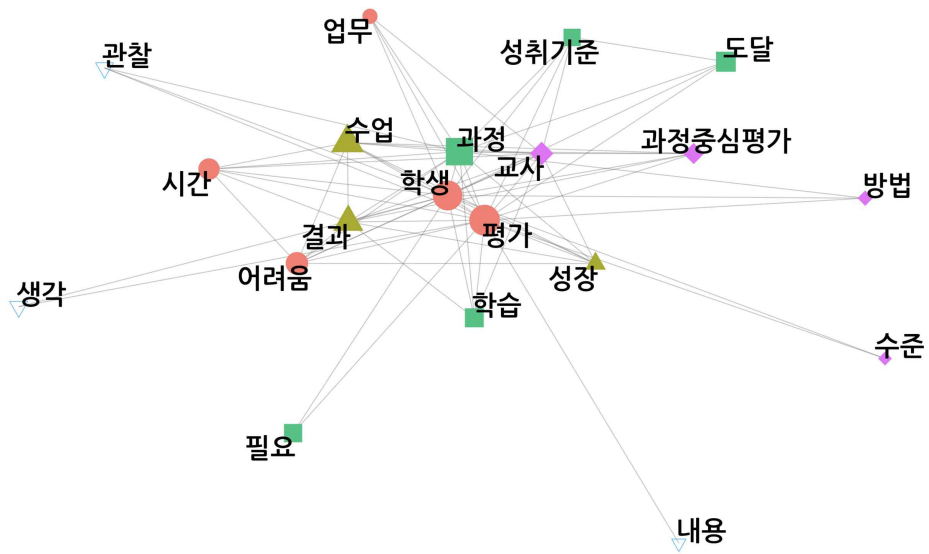 업무
성취기준
도달
관찰
수업
과정
과정중심평가
교사
시간
학생
방법
결과
평가
어려움
성장
생각
학습
수준
필요
내용